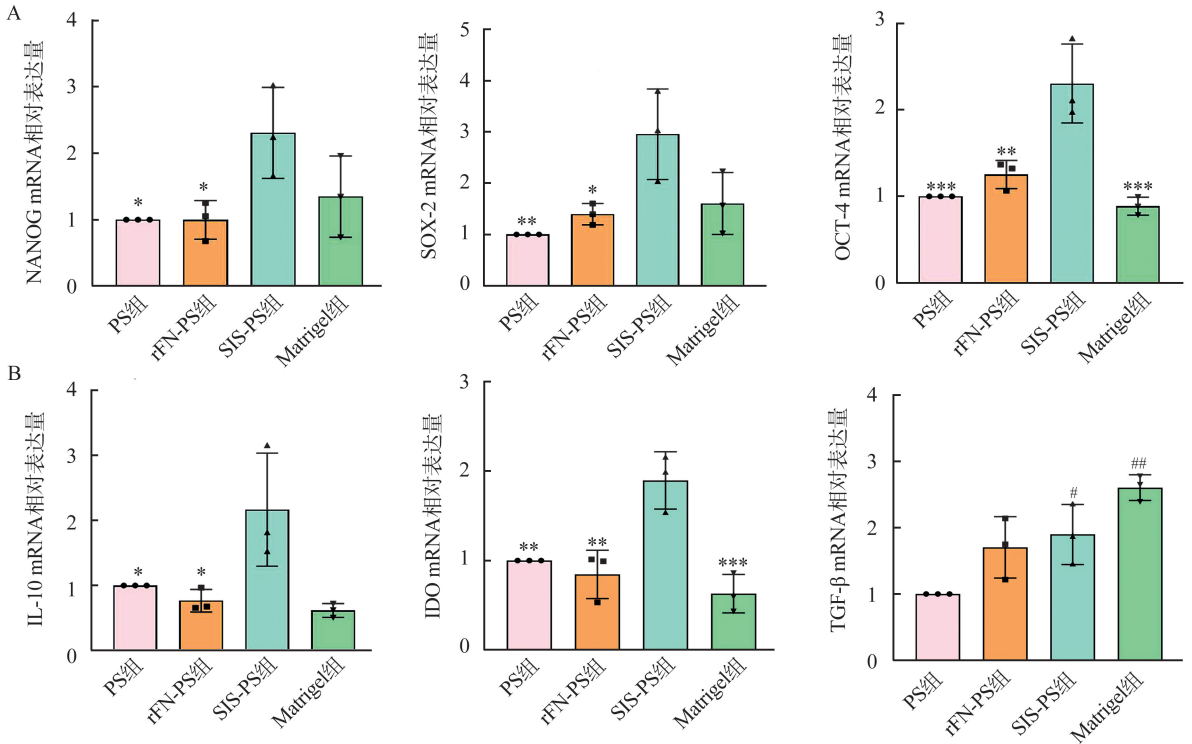 A
NANOG mRNA相对表达量
4
3
2
1
0
*
*
PS组
rFN-PS组
SIS-PS组
Matrigel组
SOX-2 mRNA相对表达量
5
4
3
2
1
0
**
*
PS组
rFN-PS组
SIS-PS组
Matrigel组
OCT-4 mRNA相对表达量
3
2
1
0
***
**
***
PS组
rFN-PS组
SIS-PS组
Matrigel组
B
IL-10 mRNA相对表达量
4
3
2
1
0
*
*
PS组
rFN-PS组
SIS-PS组
Matrigel组
IDO mRNA相对表达量
3
2
1
0
**
**
***
PS组
rFN-PS组
SIS-PS组
Matrigel组
TGF-β mRNA相对表达量
4
3
2
1
0
#
##
PS组
rFN-PS组
SIS-PS组
Matrigel组